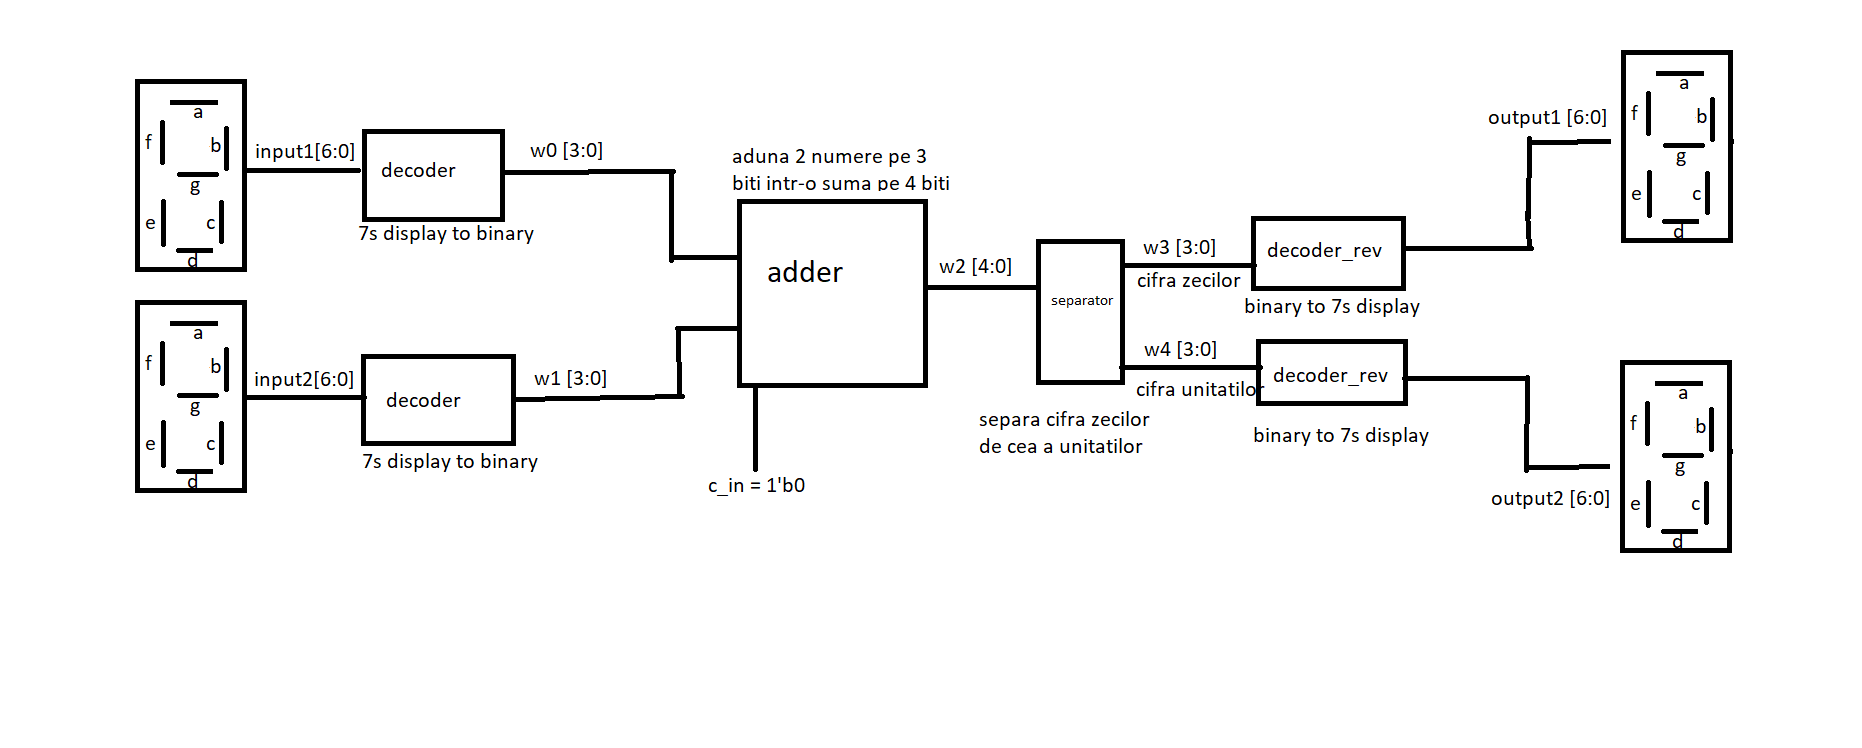 a
f
b
g
e
c
d
input1[6:0]
decoder
7s display to binary
w0 [3:0]
a
f
b
g
e
c
d
input2[6:0]
decoder
7s display to binary
w1 [3:0]
aduna 2 numere pe 3
biti intr-o suma pe 4 biti
adder
c_in = 1'b0
w2 [4:0]
separator
separa cifra zecilor
de cea a unitatilor
w3 [3:0]
cifra zecilor
decoder_rev
binary to 7s display
w4 [3:0]
cifra unitatilor
decoder_rev
binary to 7s display
output1 [6:0]
a
f
b
g
e
c
d
output2 [6:0]
a
f
b
g
e
c
d